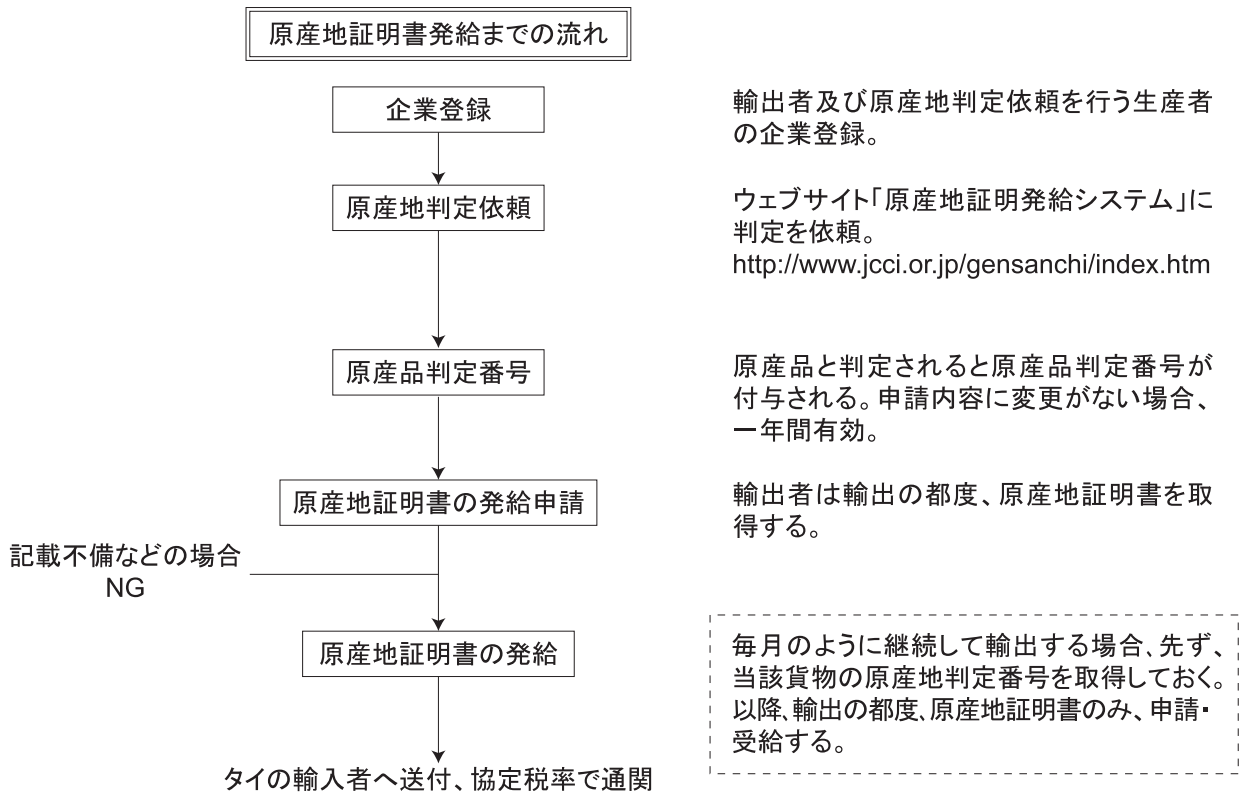 原産地証明書発給までの流れ
企業登録
輸出者及び原産地判定依頼を行う生産者
の企業登録。
原産地判定依頼
ウェブサイト「原産地証明発給システム」に
判定を依頼。
http://www.jcci.or.jp/gensanchi/index.htm
原産品判定番号
原産品と判定されると原産品判定番号が
付与される。申請内容に変更がない場合、
一年間有効。
原産地証明書の発給申請
輸出者は輸出の都度、原産地証明書を取
得する。
記載不備などの場合
NG
原産地証明書の発給
毎月のように継続して輸出する場合、先ず、
当該貨物の原産地判定番号を取得しておく。
以降、輸出の都度、原産地証明書のみ、申請・
受給する。
タイの輸入者へ送付、協定税率で通関